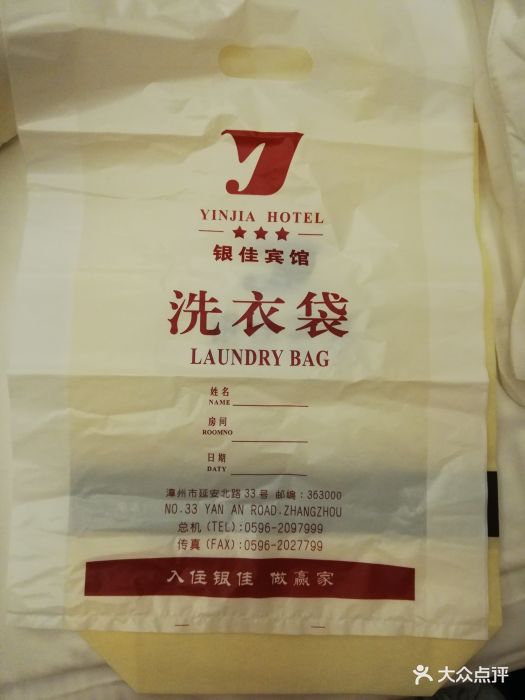 YINJIA HOTEL
★★★
银佳宾馆
洗衣袋
LAUNDRY BAG
姓名
NAME
房间
ROOMNO
日期
DATY
漳州市延安北路33号 邮编:363000
NO.33 YAN AN ROAD.ZHANGZHOU
总机(TEL):0596-2097999
传真(FAX):0596-2027799
入住银佳 做赢家
大众点评